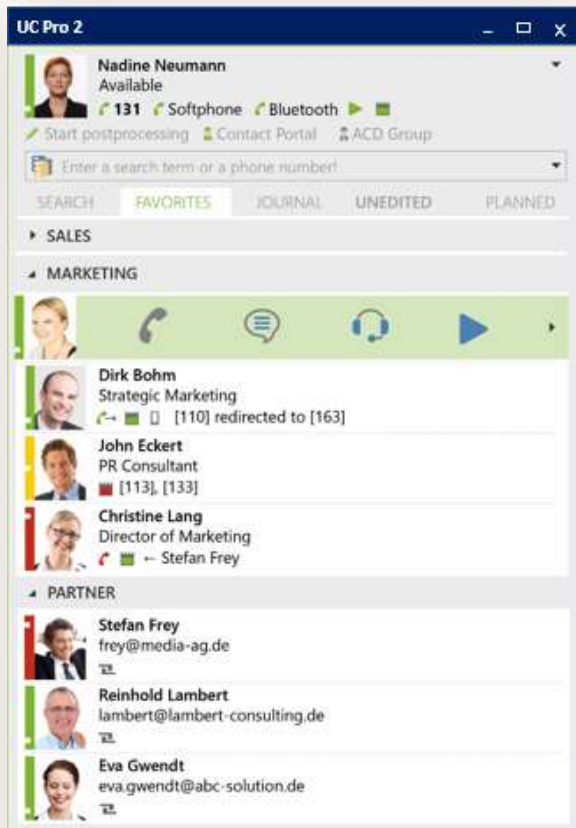 UC Pro 2
Nadine Neumann
Available
131 Softphone Bluetooth
Start postprocessing Contact Portal ACD Group
Enter a search term or a phone number!
SEARCH FAVORITES JOURNAL UNEDITED PLANNED
SALES
MARKETING
Dirk Bohm
Strategic Marketing
[110] redirected to [163]
John Eckert
PR Consultant
[113], [133]
Christine Lang
Director of Marketing
← Stefan Frey
PARTNER
Stefan Frey
frey@media-ag.de
Reinhold Lambert
lambert@lambert-consulting.de
Eva Gwendt
eva.gwendt@abc-solution.de